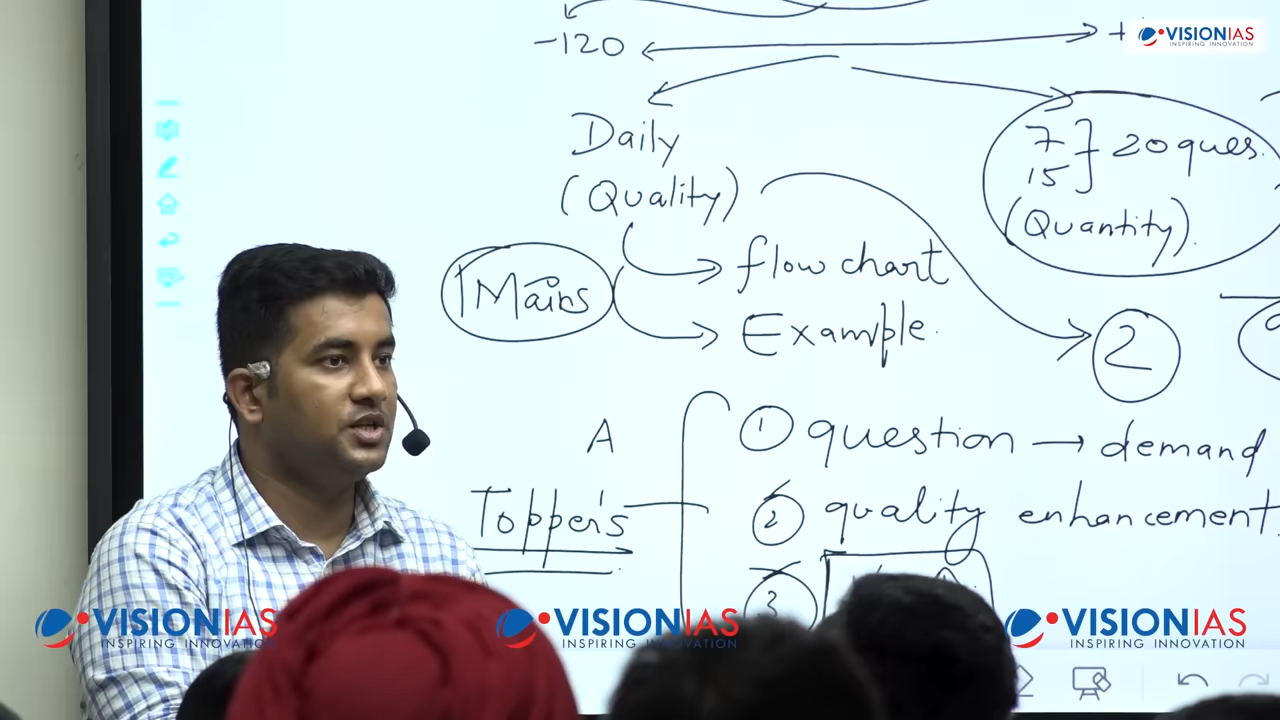 -120
+
VISIONIAS
INSPIRING INNOVATION
Daily
(Quality)
7
15
} 20 ques.
(Quantity)
Mains
flow chart
Example.
2
A
Topper's
1 question → demand
2 quality enhancement
3
VISIONIAS
INSPIRING INNOVATION
VISIONIAS
INSPIRING INNOVATION
VISIONIAS
INSPIRING INNOVATION